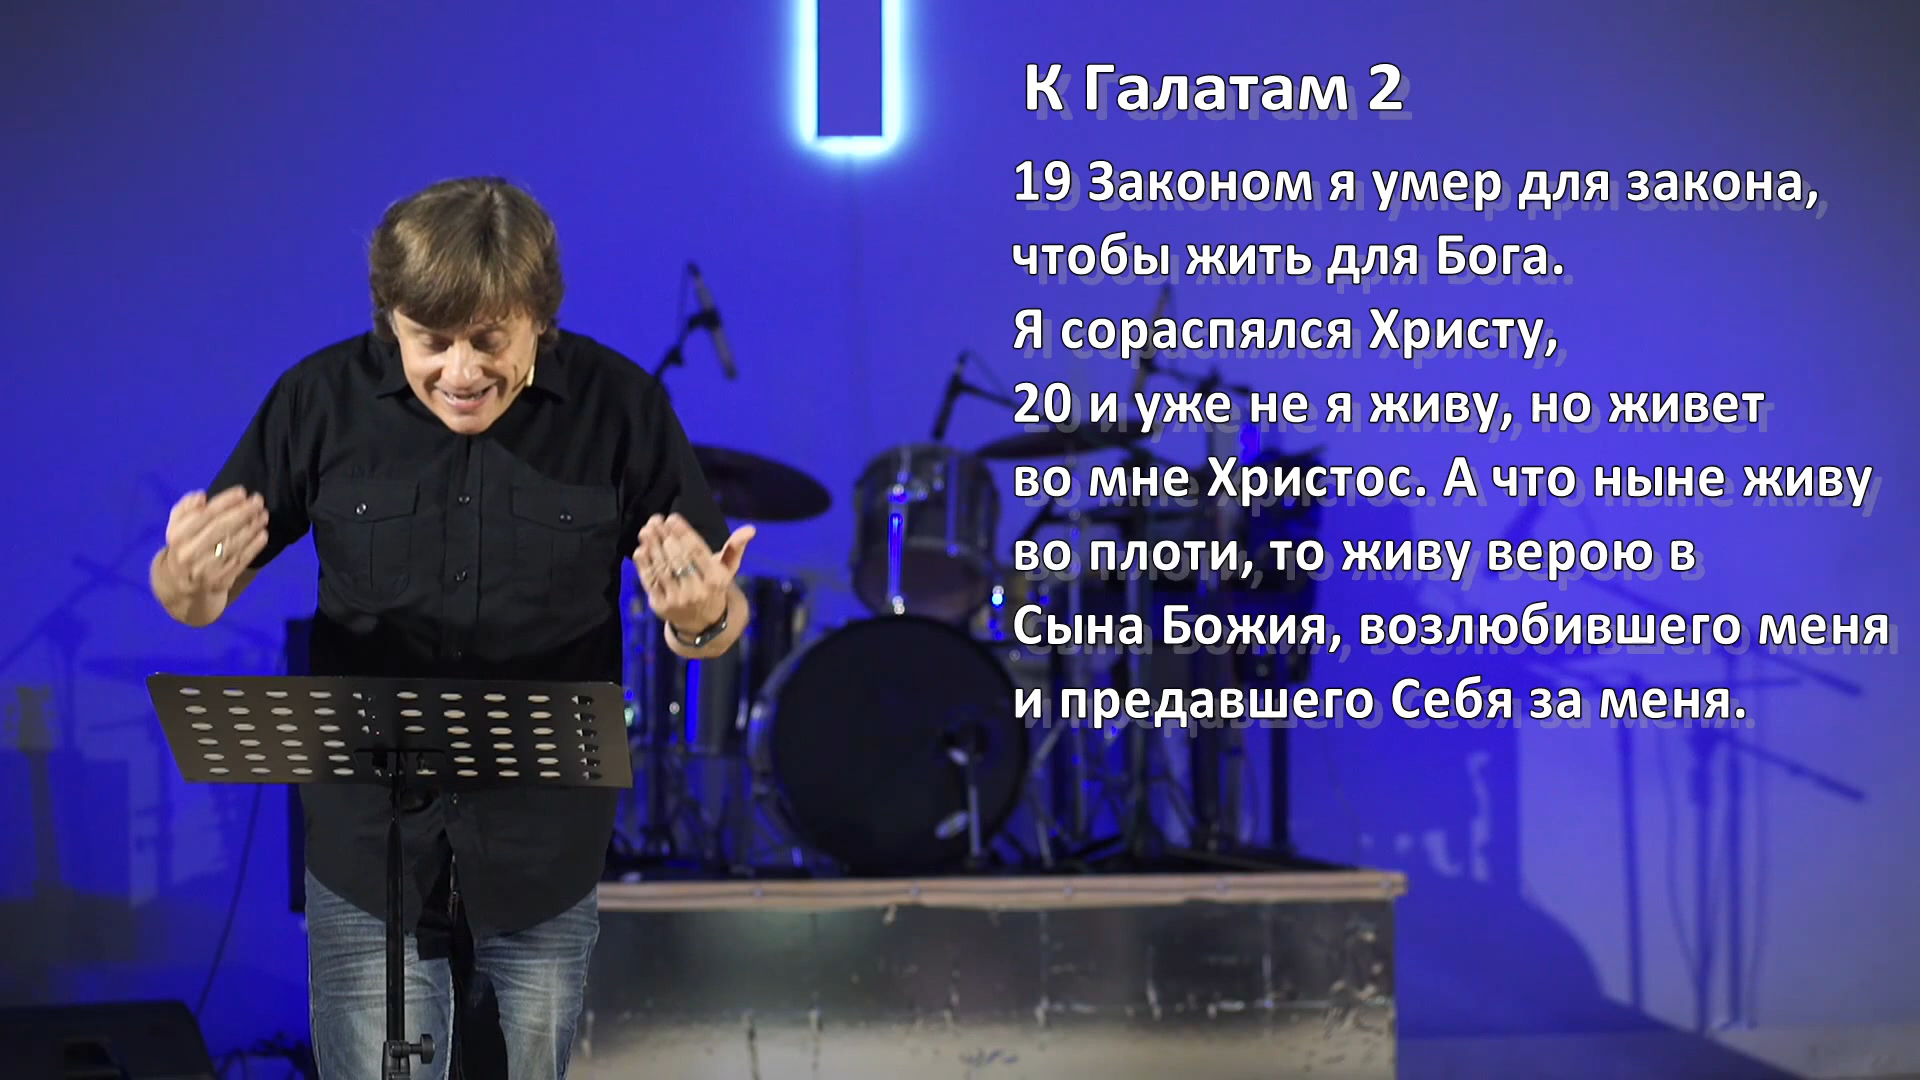 К Галатам 2
19 Законом я умер для закона,
чтобы жить для Бога.
Я сораспялся Христу,
20 и уже не я живу, но живет
во мне Христос. А что ныне живу
во плоти, то живу верою в
Сына Божия, возлюбившего меня
и предавшего Себя за меня.